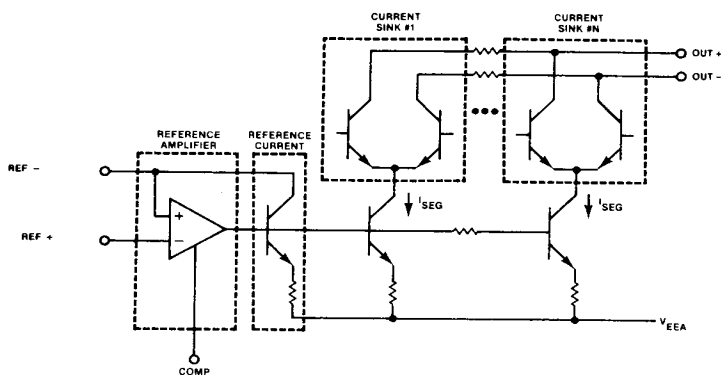 CURRENT
SINK #1
CURRENT
SINK #N
OUT +
OUT -
REFERENCE
AMPLIFIER
REFERENCE
CURRENT
REF -
REF +
+
-
I SEG
I SEG
V EEA
COMP